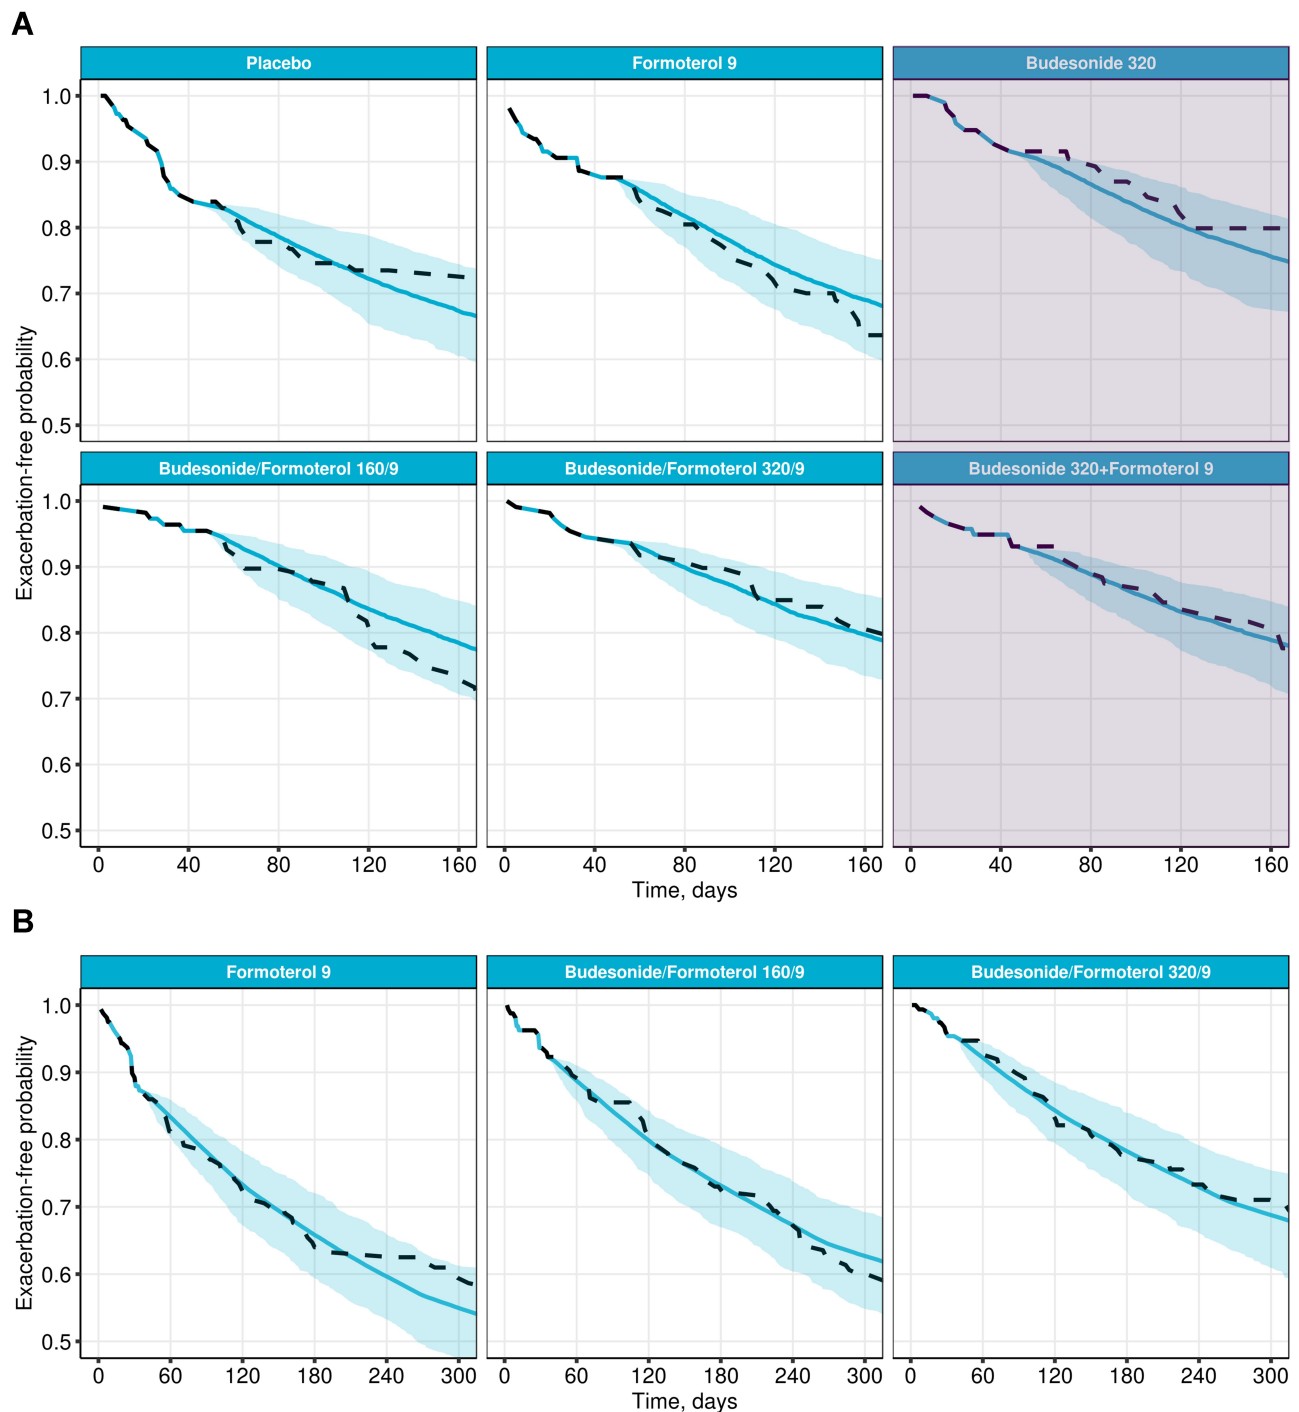 A
Placebo
Formoterol 9
Budesonide 320
1.0
0.9
0.8
0.7
0.6
0.5
Budesonide/Formoterol 160/9
Budesonide/Formoterol 320/9
Budesonide 320+Formoterol 9
1.0
0.9
0.8
0.7
0.6
0.5
Exacerbation-free probability
0 40 80 120 160
0 40 80 120 160
0 40 80 120 160
Time, days
B
Formoterol 9
Budesonide/Formoterol 160/9
Budesonide/Formoterol 320/9
1.0
0.9
0.8
0.7
0.6
0.5
Exacerbation-free probability
0 60 120 180 240 300
0 60 120 180 240 300
0 60 120 180 240 300
Time, days